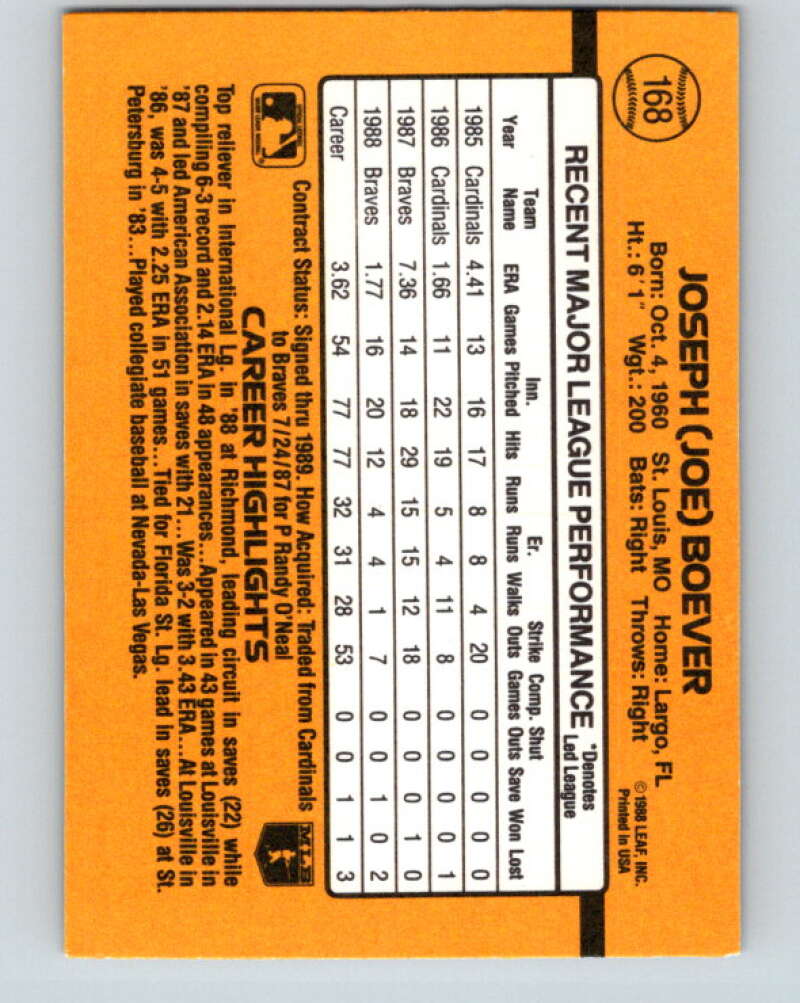 168
JOSEPH (JOE) BOEVER
Born: Oct. 4, 1960 St. Louis, MO Home: Largo, FL
Ht.: 6'1" Wgt.: 200 Bats: Right Throws: Right
© 1988 LEAF, INC.
Printed in USA
RECENT MAJOR LEAGUE PERFORMANCE *Denotes Led League
Team Inn. Er. Strike Comp. Shut
Year Name ERA Games Pitched Hits Runs Runs Walks Outs Games Outs Save Won Lost
1985 Cardinals 4.41 13 16 17 8 8 4 20 0 0 0 0 0
1986 Cardinals 1.66 11 22 19 5 4 11 8 0 0 0 0 1
1987 Braves 7.36 14 18 29 15 15 12 18 0 0 0 1 0
1988 Braves 1.77 16 20 12 4 4 1 7 0 0 1 0 2
Career 3.62 54 77 77 32 31 28 53 0 0 1 1 3
Contract Status: Signed thru 1989. How Acquired: Traded from Cardinals
to Braves 7/24/87 for P Randy O'Neal
MLB
CAREER HIGHLIGHTS
Top reliever in International Lg. in '88 at Richmond, leading circuit in saves (22) while
compiling 6-3 record and 2.14 ERA in 48 appearances...Appeared in 43 games at Louisville in
'87 and led American Association in saves with 21...Was 3-2 with 3.43 ERA...At Louisville in
'86, was 4-5 with 2.25 ERA in 51 games...Tied for Florida St. Lg. lead in saves (26) at St.
Petersburg in '83...Played collegiate baseball at Nevada-Las Vegas.